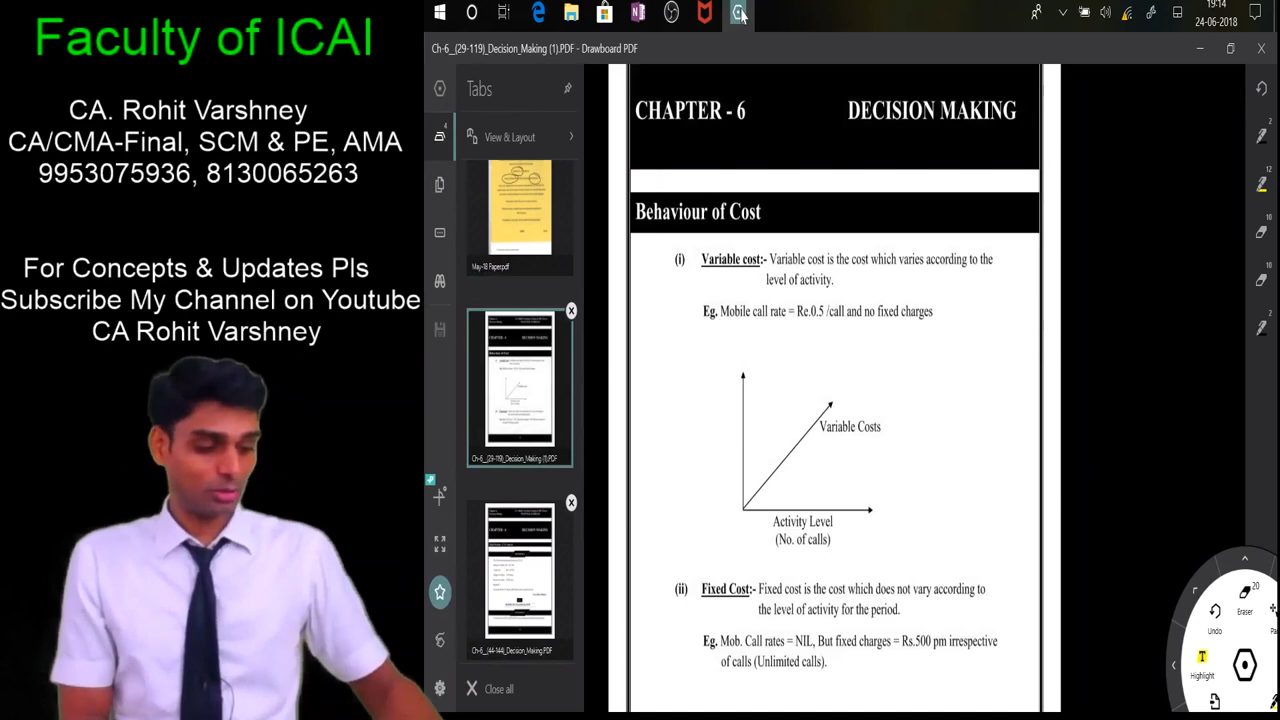 Faculty of ICAI
CA. Rohit Varshney
CA/CMA-Final, SCM & PE, AMA
9953075936, 8130065263
For Concepts & Updates Pls
Subscribe My Channel on Youtube
CA Rohit Varshney
24-06-2018
Ch-6__(29-119)_Decision_Making (1).PDF - Drawboard PDF
Tabs
View & Layout
May-18 Paper.pdf
Ch-6__(29-119)_Decision_Making (1).PDF
Ch-6__(44-144)_Decision_Making.PDF
Close all
CHAPTER - 6 DECISION MAKING
Behaviour of Cost
(i) Variable cost:- Variable cost is the cost which varies according to the
level of activity.
Eg. Mobile call rate = Re.0.5 /call and no fixed charges
Variable Costs
Activity Level
(No. of calls)
(ii) Fixed Cost:- Fixed cost is the cost which does not vary according to
the level of activity for the period.
Eg. Mob. Call rates = NIL, But fixed charges = Rs.500 pm irrespective
of calls (Unlimited calls).
20
Eraser
Undo
Highlight